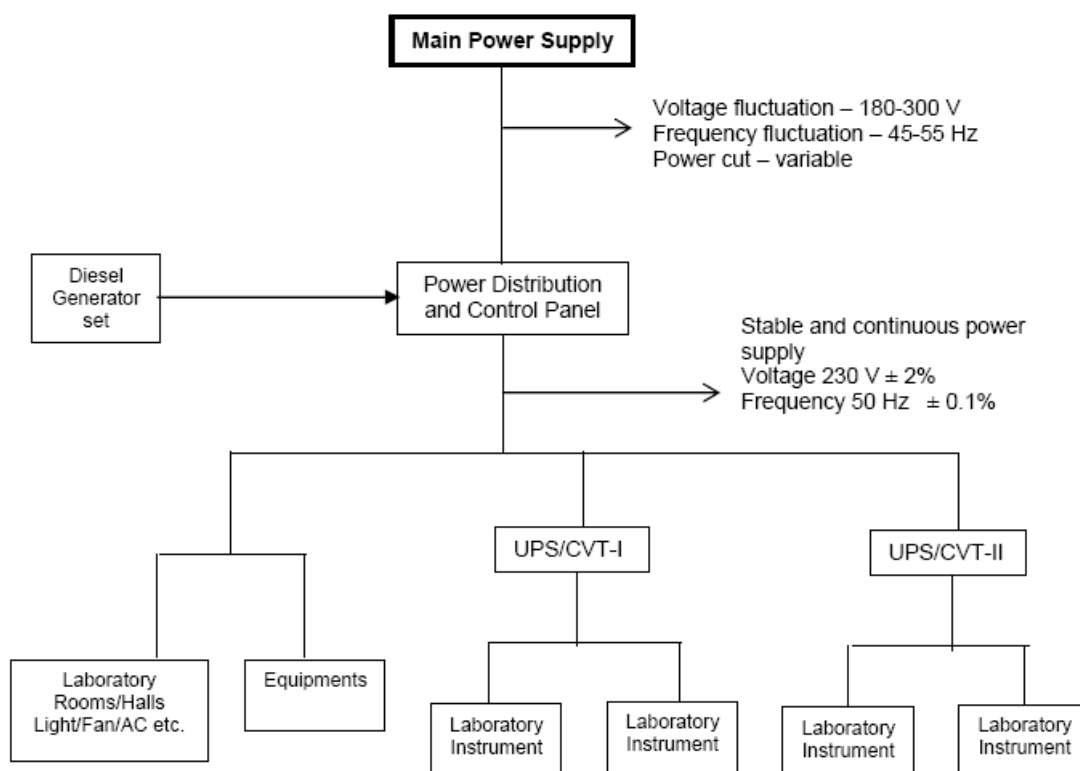 Main Power Supply
Voltage fluctuation – 180-300 V
Frequency fluctuation – 45-55 Hz
Power cut – variable
Diesel
Generator
set
Power Distribution
and Control Panel
Stable and continuous power
supply
Voltage 230 V ± 2%
Frequency 50 Hz ± 0.1%
UPS/CVT-I
UPS/CVT-II
Laboratory
Rooms/Halls
Light/Fan/AC etc.
Equipments
Laboratory
Instrument
Laboratory
Instrument
Laboratory
Instrument
Laboratory
Instrument